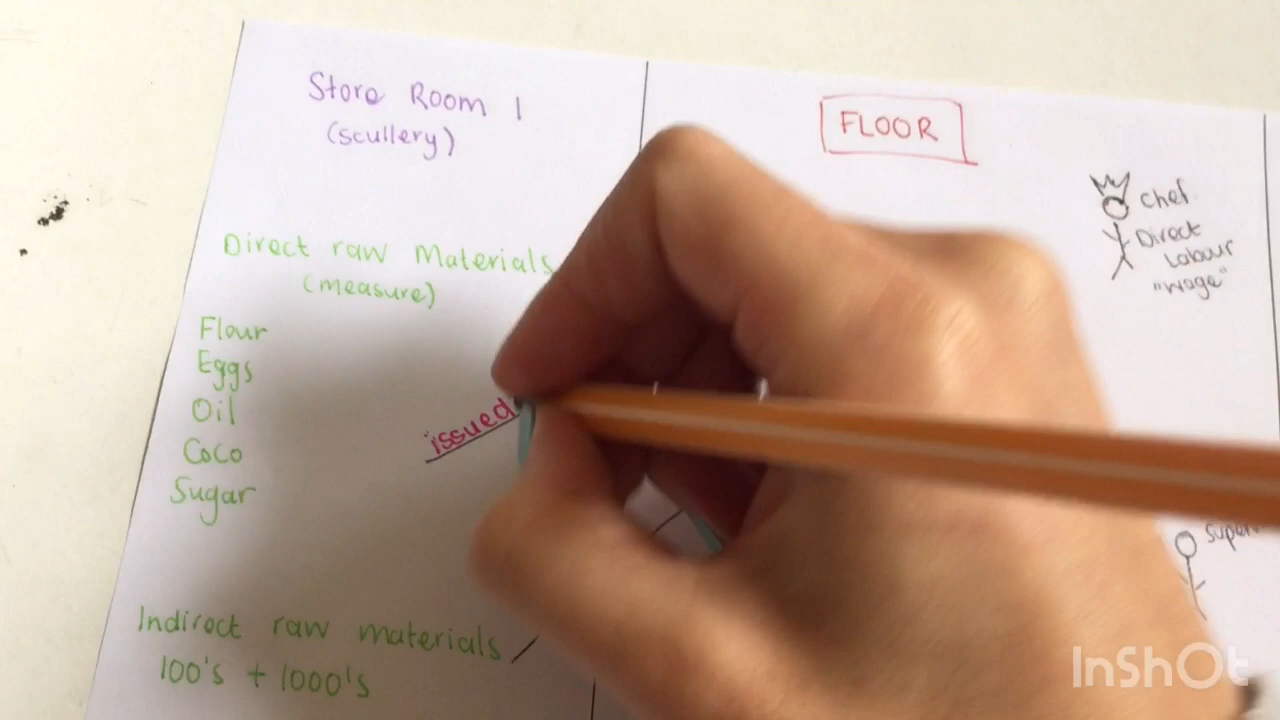 Store Room 1
(scullery)
FLOOR
chef
Direct
Labour
"wage"
Direct raw Materials
(measure)
Flour
Eggs
Oil
Coco
Sugar
issued
Indirect raw materials
100's + 1000's
InShOt